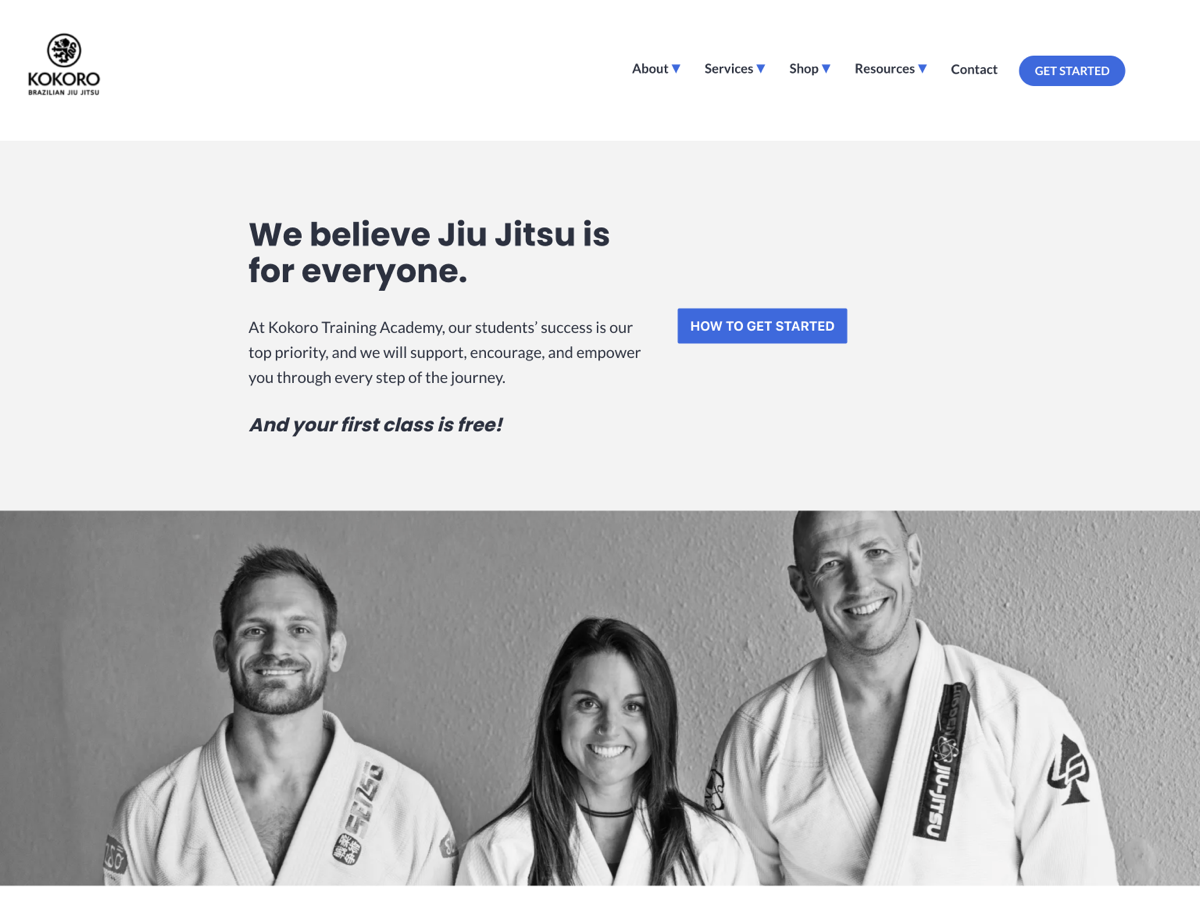 KOKORO
BRAZILIAN JIU JITSU
About
Services
Shop
Resources
Contact
GET STARTED
We believe Jiu Jitsu is
for everyone.
At Kokoro Training Academy, our students’ success is our
top priority, and we will support, encourage, and empower
you through every step of the journey.
And your first class is free!
HOW TO GET STARTED
JIU-JITSU